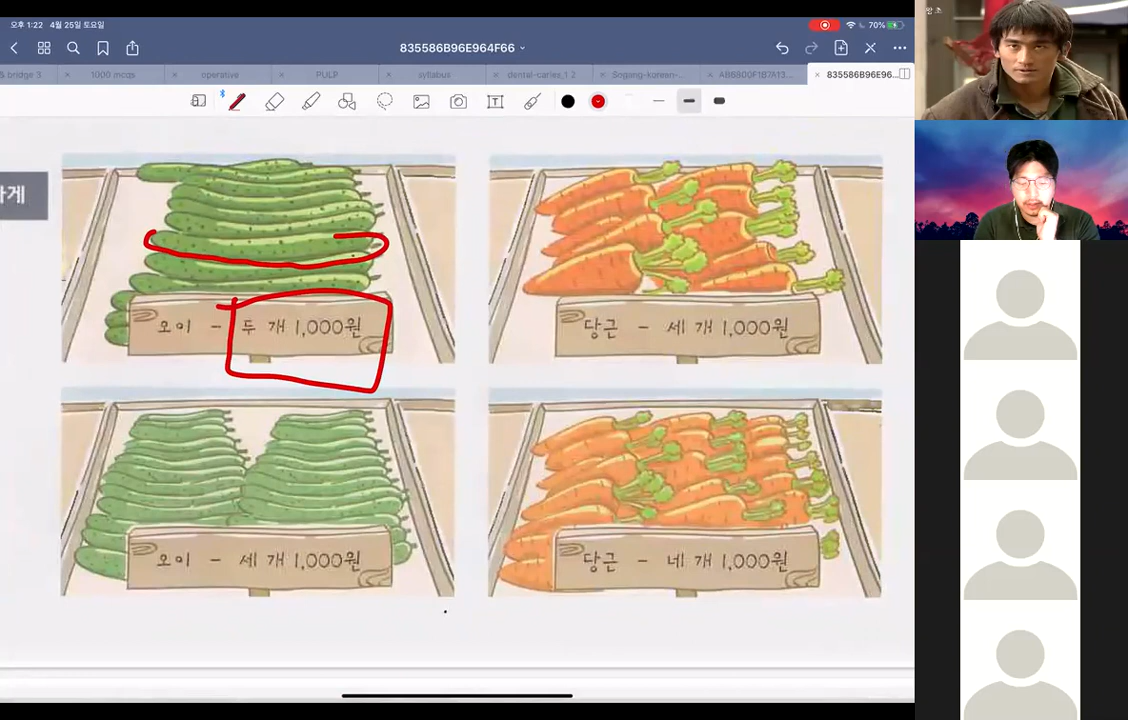 오후 1:22 4월 25일 토요일
70%
835586B96E964F66
bridge 3
1000 mcqs
operative
PULP
syllabus
dental-caries_1 2
Sogang-korean-...
AB6800F1B7A13...
835586B96E96...
오이 - 두 개 1,000원
당근 - 세 개 1,000원
오이 - 세 개 1,000원
당근 - 네 개 1,000원